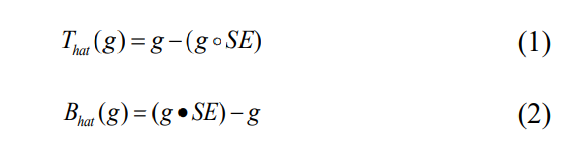 T_hat(g) = g − (g ∘ SE) (1)
B_hat(g) = (g • SE) − g (2)